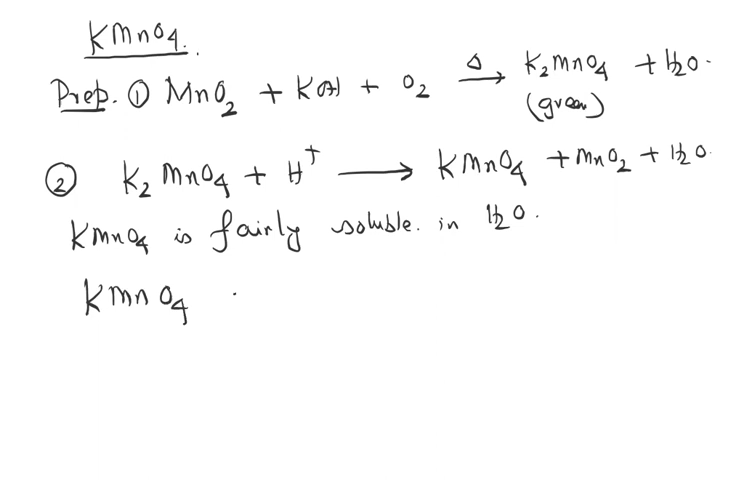 KMnO₄.
Prep. ① MnO₂ + KOH + O₂ —Δ→ K₂MnO₄ + H₂O.
(green)
② K₂MnO₄ + H⁺ ⟶ KMnO₄ + MnO₂ + H₂O.
KMnO₄ is fairly soluble. in H₂O.
KMnO₄